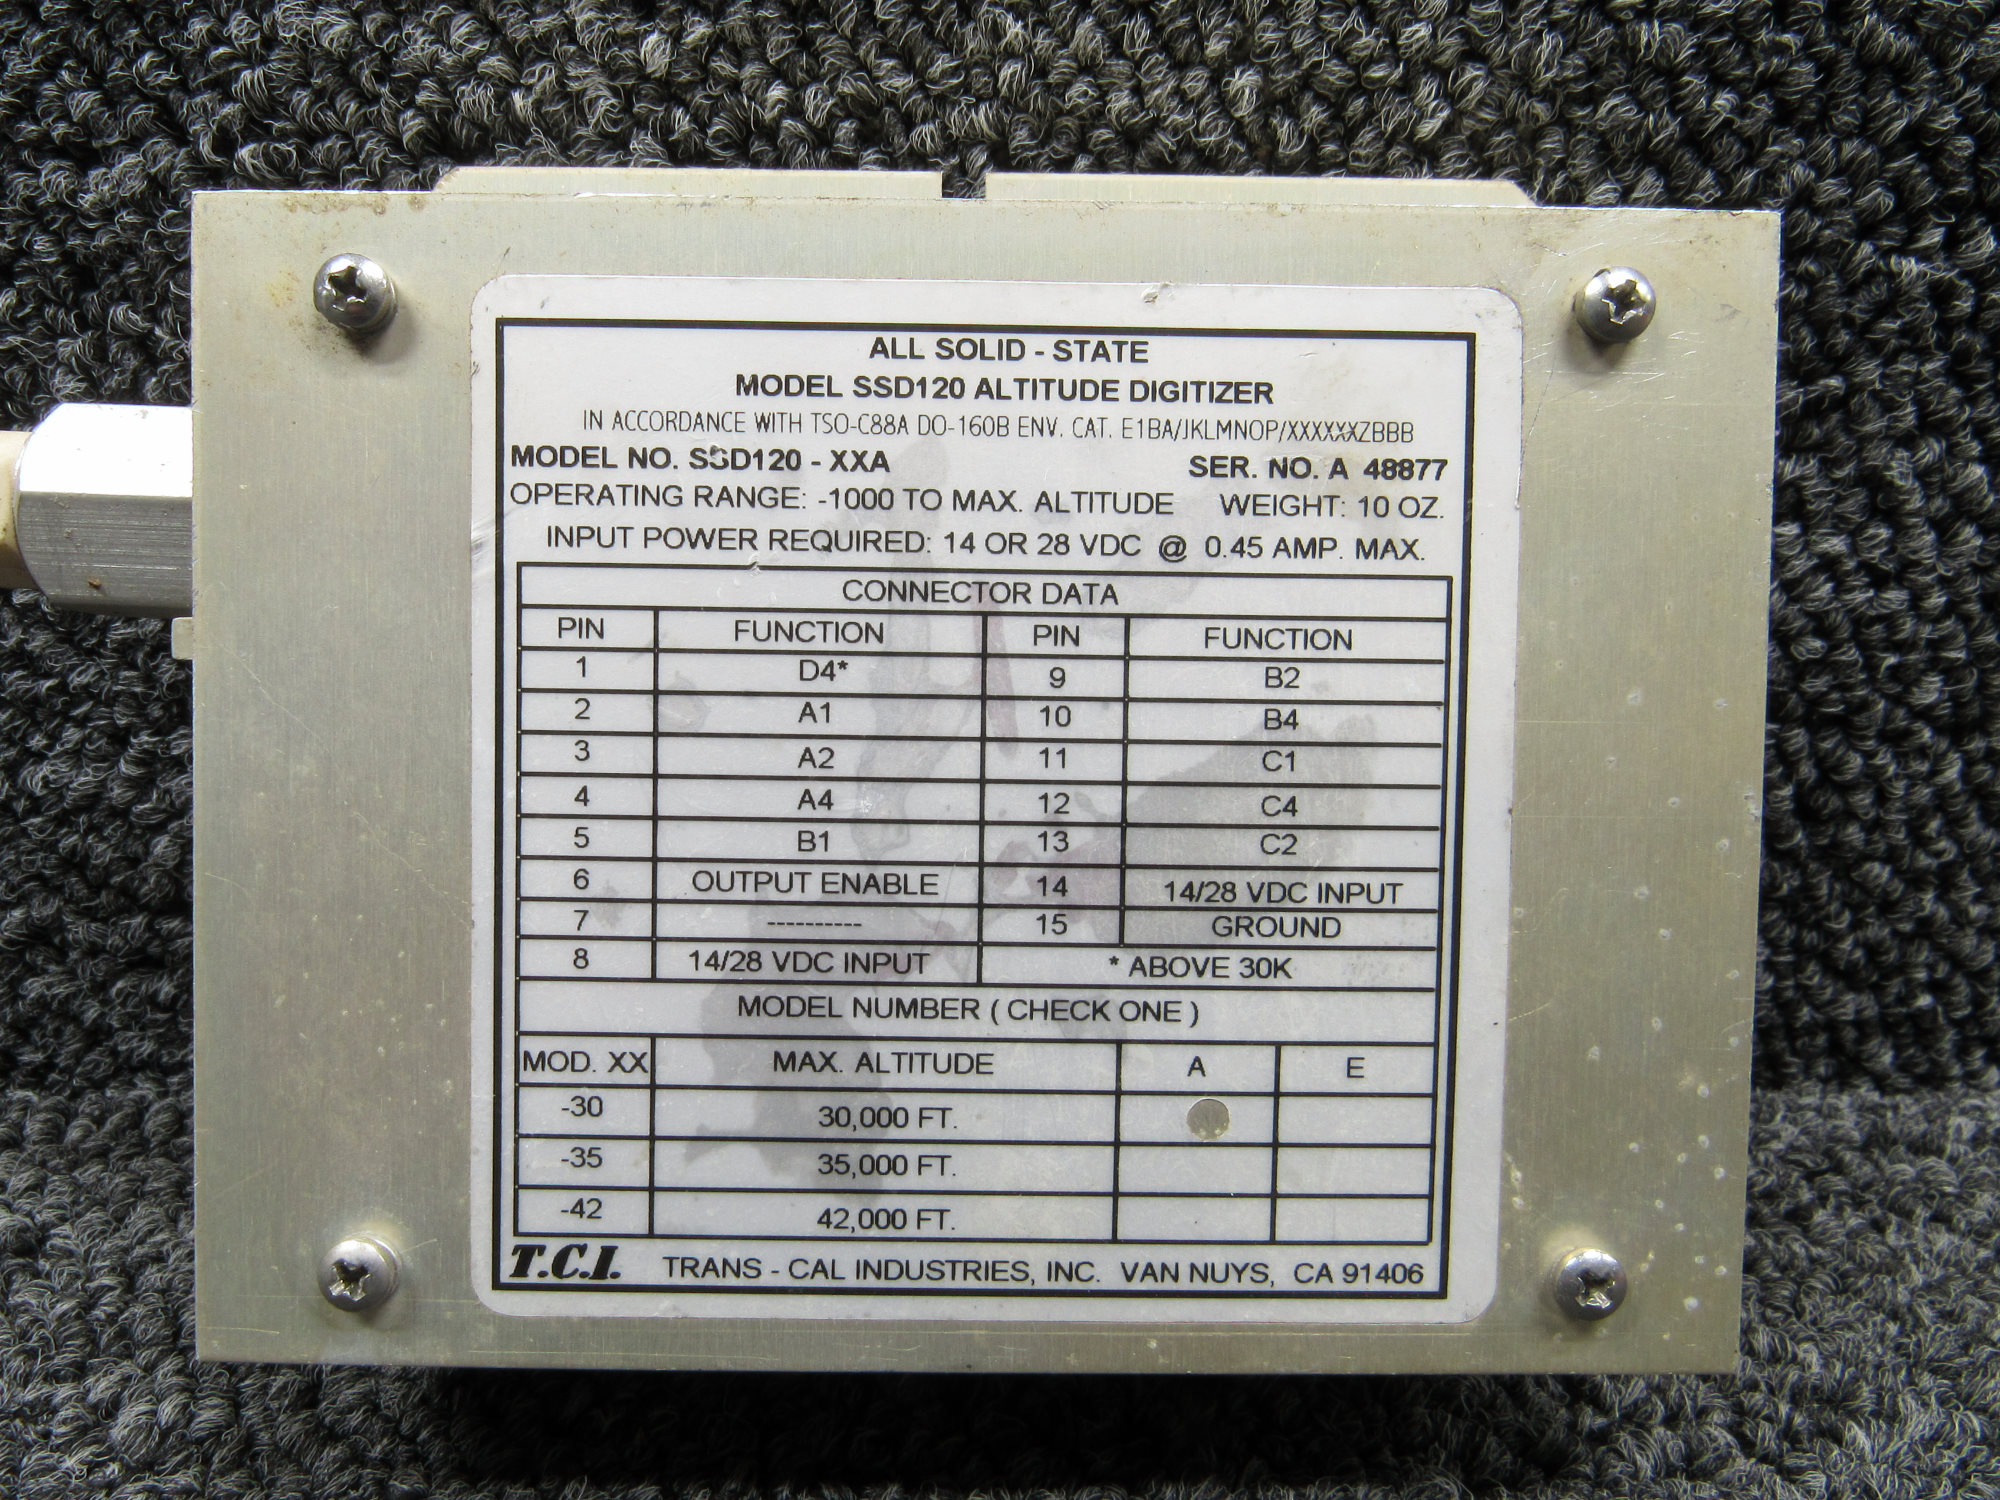 ALL SOLID - STATE
MODEL SSD120 ALTITUDE DIGITIZER
IN ACCORDANCE WITH TSO-C88A DO-160B ENV. CAT. E1BA/JKLMNOP/XXXXXXZBBB
MODEL NO. SSD120 - XXA SER. NO. A 48877
OPERATING RANGE: -1000 TO MAX. ALTITUDE WEIGHT: 10 OZ.
INPUT POWER REQUIRED: 14 OR 28 VDC @ 0.45 AMP. MAX.
CONNECTOR DATA
PIN FUNCTION PIN FUNCTION
1 D4* 9 B2
2 A1 10 B4
3 A2 11 C1
4 A4 12 C4
5 B1 13 C2
6 OUTPUT ENABLE 14 14/28 VDC INPUT
7 ----------- 15 GROUND
8 14/28 VDC INPUT * ABOVE 30K
MODEL NUMBER ( CHECK ONE )
MOD. XX MAX. ALTITUDE A E
-30 30,000 FT.
-35 35,000 FT.
-42 42,000 FT.
T.C.I. TRANS - CAL INDUSTRIES, INC. VAN NUYS, CA 91406